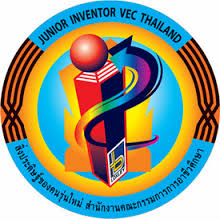 JUNIOR INVENTOR VEC THAILAND
สิ่งประดิษฐ์ของคนรุ่นใหม่ สำนักงานคณะกรรมการการอาชีวศึกษา